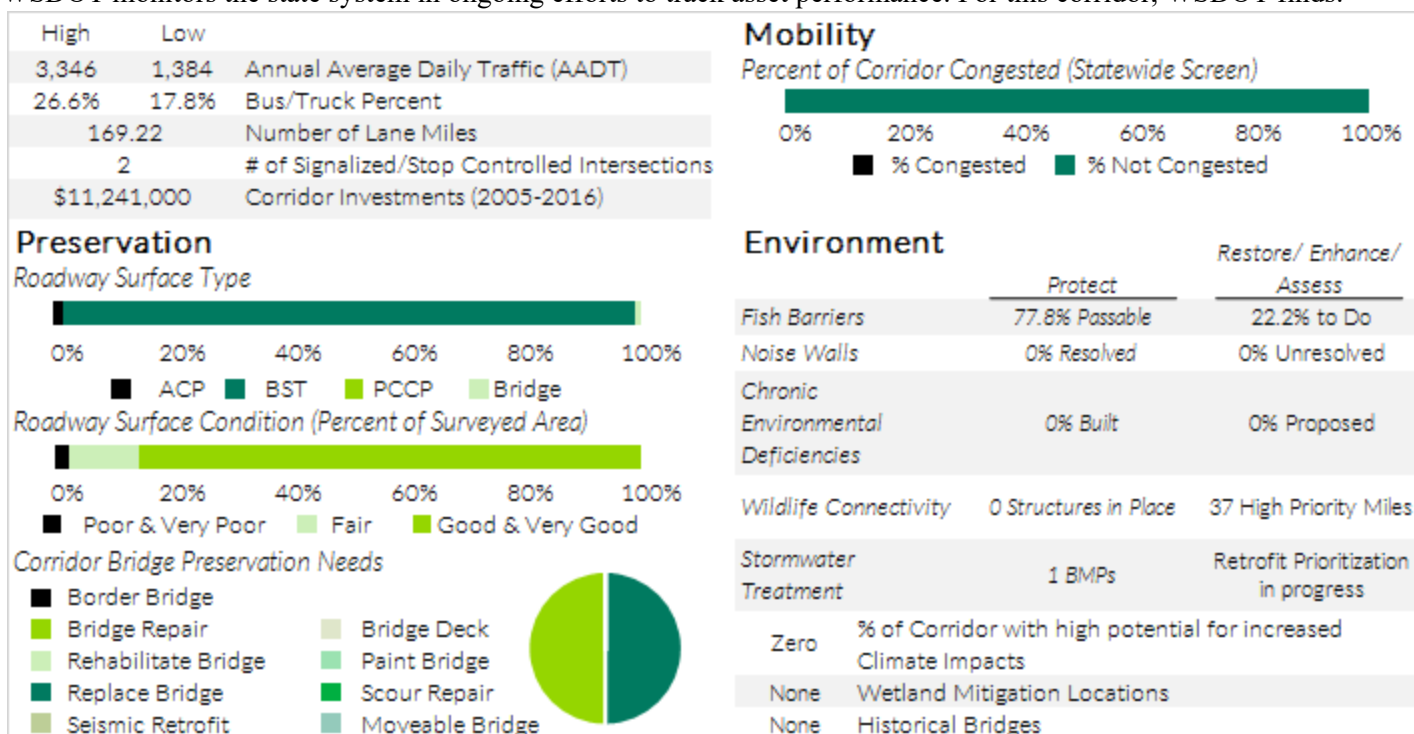 High Low
3,346 1,384 Annual Average Daily Traffic (AADT)
26.6% 17.8% Bus/Truck Percent
169.22 Number of Lane Miles
2 # of Signalized/Stop Controlled Intersections
$11,241,000 Corridor Investments (2005-2016)
Mobility
Percent of Corridor Congested (Statewide Screen)
0% 20% 40% 60% 80% 100%
% Congested % Not Congested
Preservation
Roadway Surface Type
0% 20% 40% 60% 80% 100%
ACP BST PCCP Bridge
Roadway Surface Condition (Percent of Surveyed Area)
0% 20% 40% 60% 80% 100%
Poor & Very Poor Fair Good & Very Good
Corridor Bridge Preservation Needs
Border Bridge
Bridge Repair Bridge Deck
Rehabilitate Bridge Paint Bridge
Replace Bridge Scour Repair
Seismic Retrofit Moveable Bridge
Environment
Restore/ Enhance/
Protect Assess
Fish Barriers 77.8% Passable 22.2% to Do
Noise Walls 0% Resolved 0% Unresolved
Chronic
Environmental 0% Built 0% Proposed
Deficiencies
Wildlife Connectivity 0 Structures in Place 37 High Priority Miles
Stormwater Retrofit Prioritization
Treatment 1 BMPs in progress
Zero % of Corridor with high potential for increased
Climate Impacts
None Wetland Mitigation Locations
None Historical Bridges